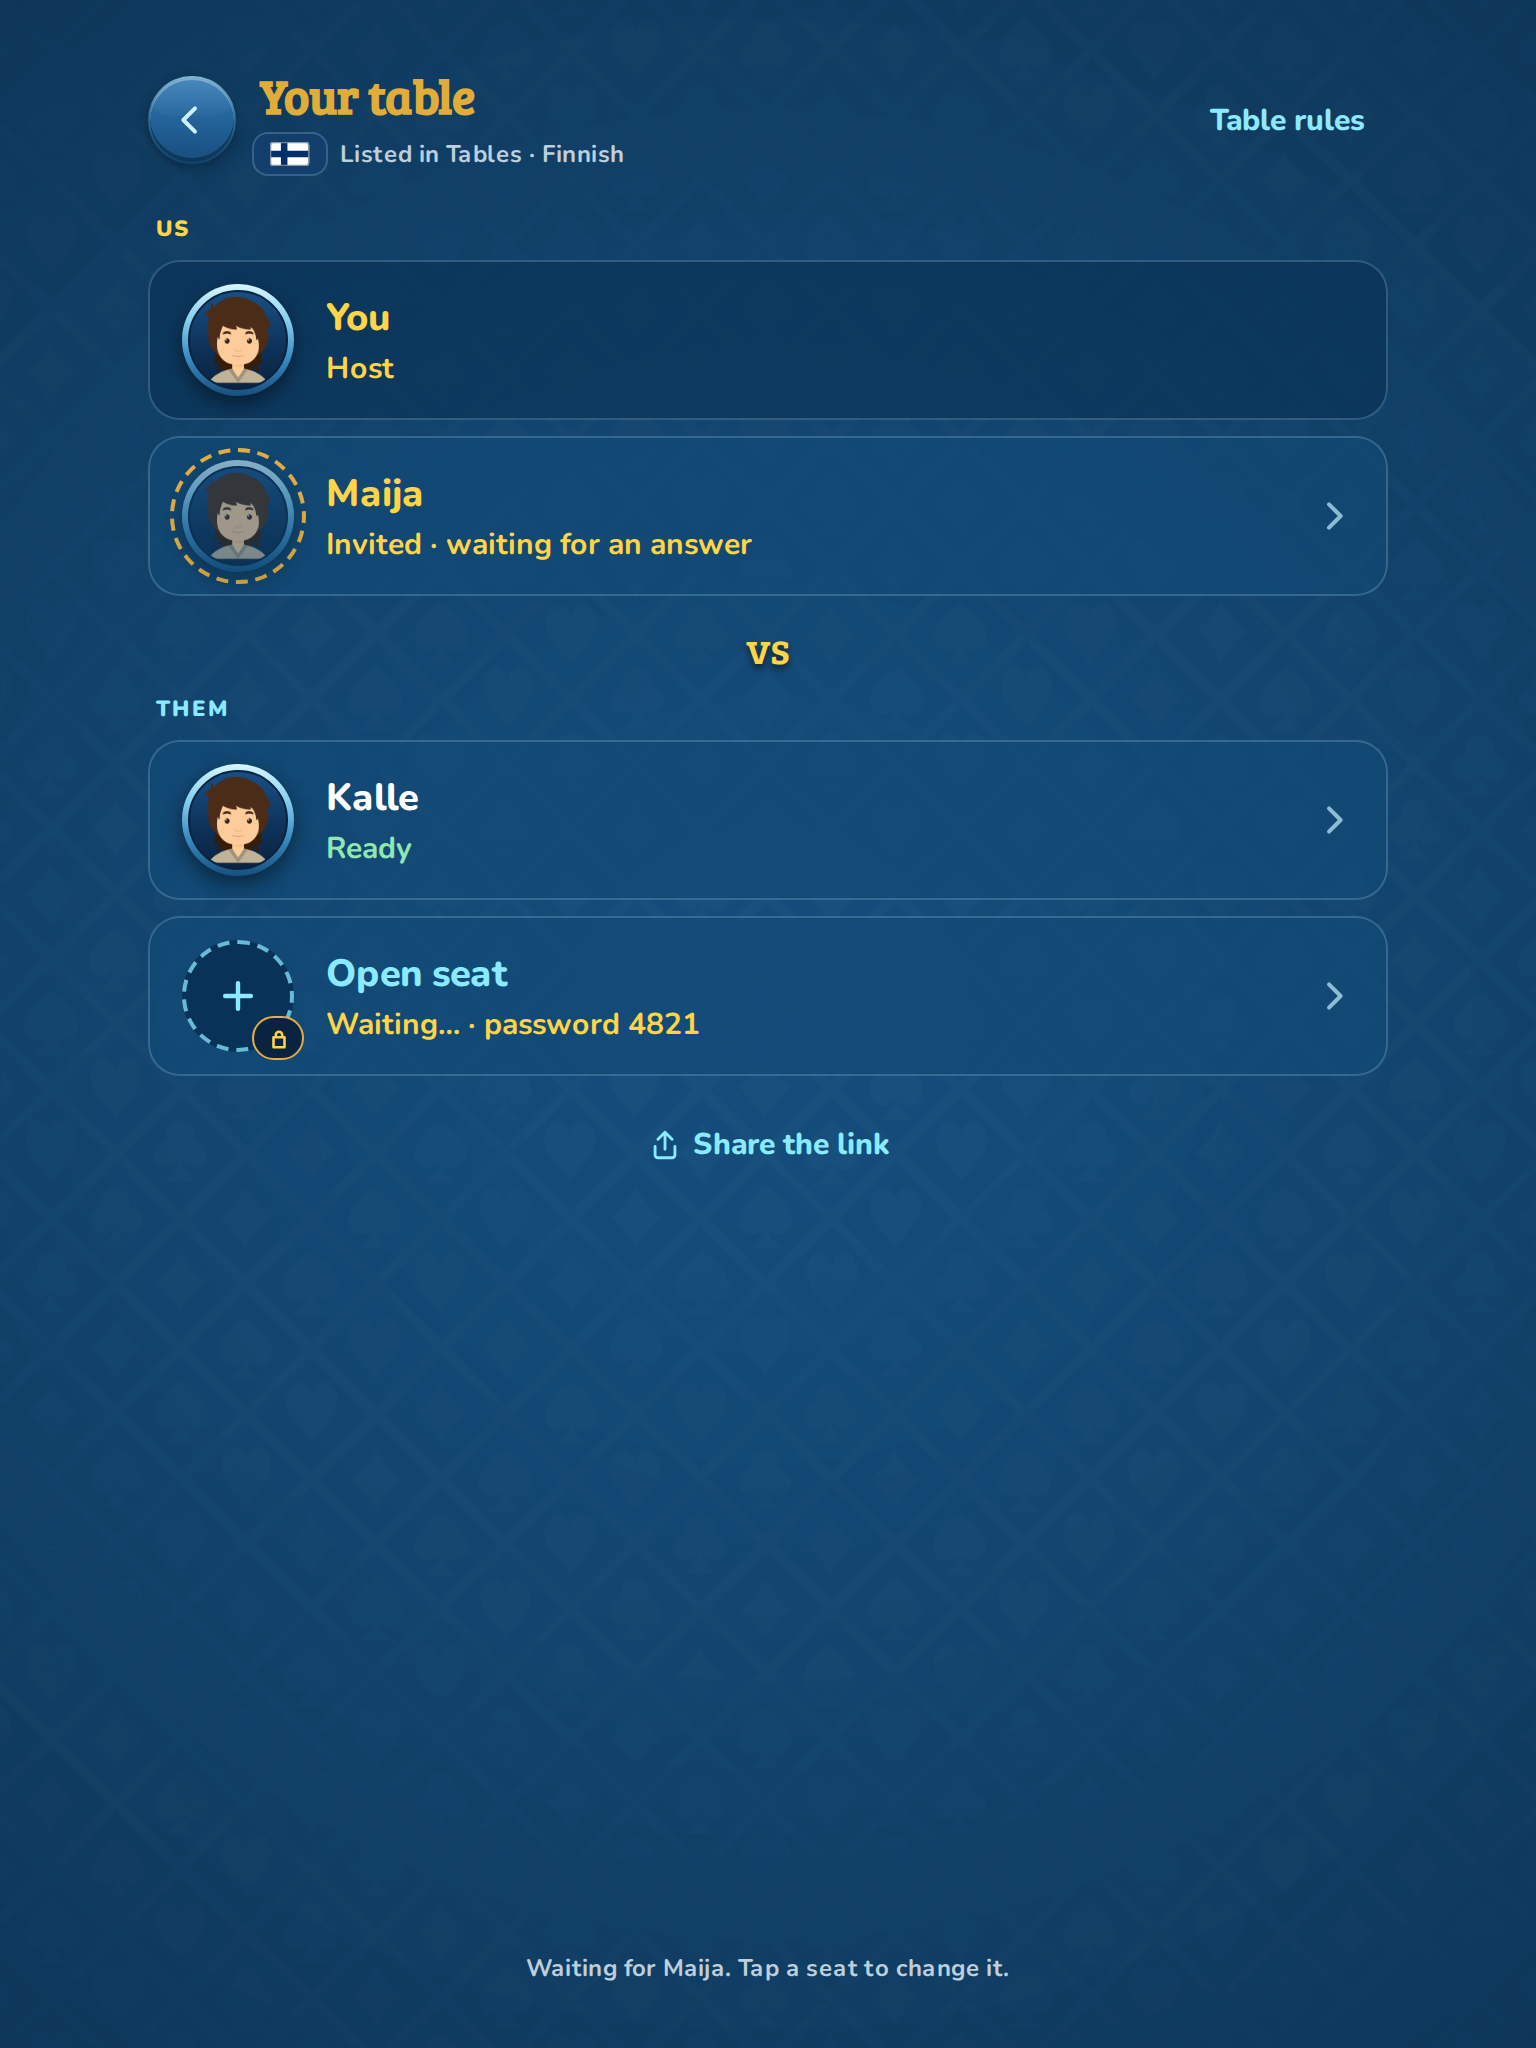 Your table
Listed in Tables · Finnish
Table rules
US
You
Host
Maija
Invited · waiting for an answer
VS
THEM
Kalle
Ready
Open seat
Waiting... · password 4821
Share the link
Waiting for Maija. Tap a seat to change it.